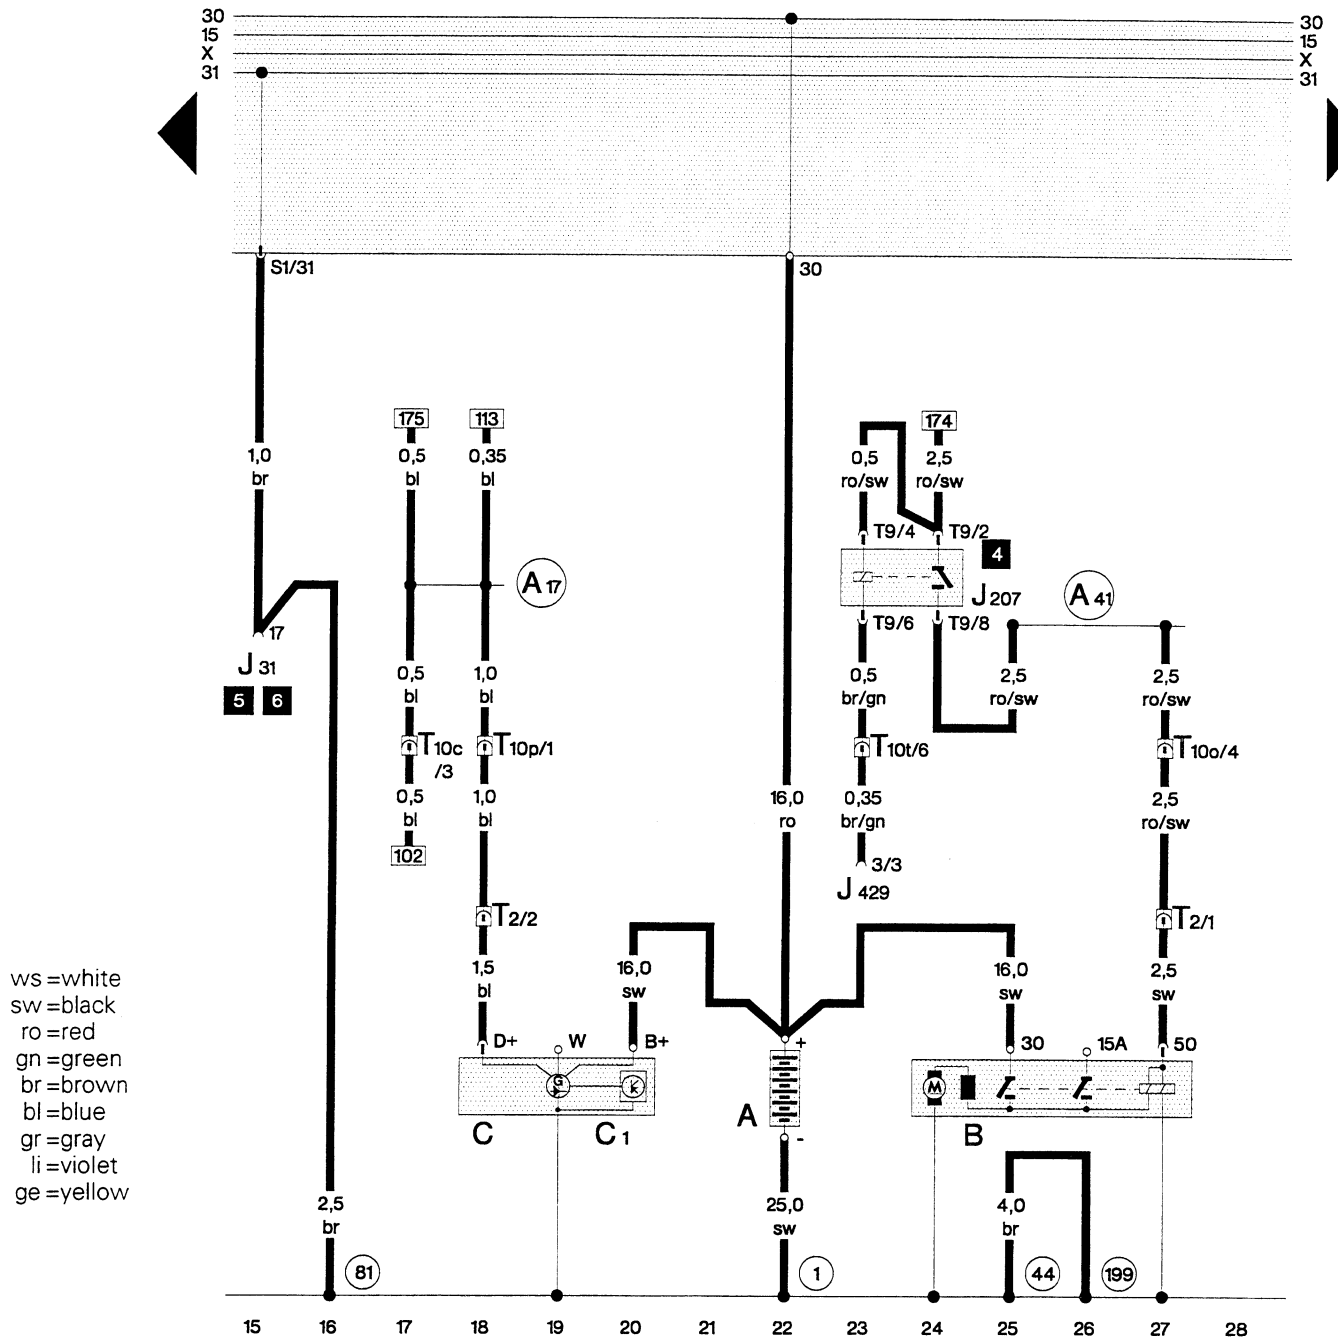 30
15
X
31
30
15
X
31
S1/31
30
175
113
174
1,0
br
0,5
bl
0,35
bl
0,5
ro/sw
2,5
ro/sw
T9/4
T9/2
4
A 17
J 207
A 41
17
J 31
5
6
T9/6
T9/8
0,5
bl
1,0
bl
0,5
br/gn
2,5
ro/sw
2,5
ro/sw
T10c
/3
T10p/1
T10t/6
T10o/4
0,5
bl
1,0
bl
16,0
ro
0,35
br/gn
2,5
ro/sw
102
3/3
J 429
T2/2
T2/1
1,5
bl
16,0
sw
16,0
sw
2,5
sw
ws =white
sw =black
ro =red
gn =green
br =brown
bl =blue
gr =gray
li =violet
ge =yellow
D+
W
B+
+
30
15A
50
G
M
A
-
C
C 1
B
2,5
br
25,0
sw
4,0
br
81
1
44
199
15
16
17
18
19
20
21
22
23
24
25
26
27
28